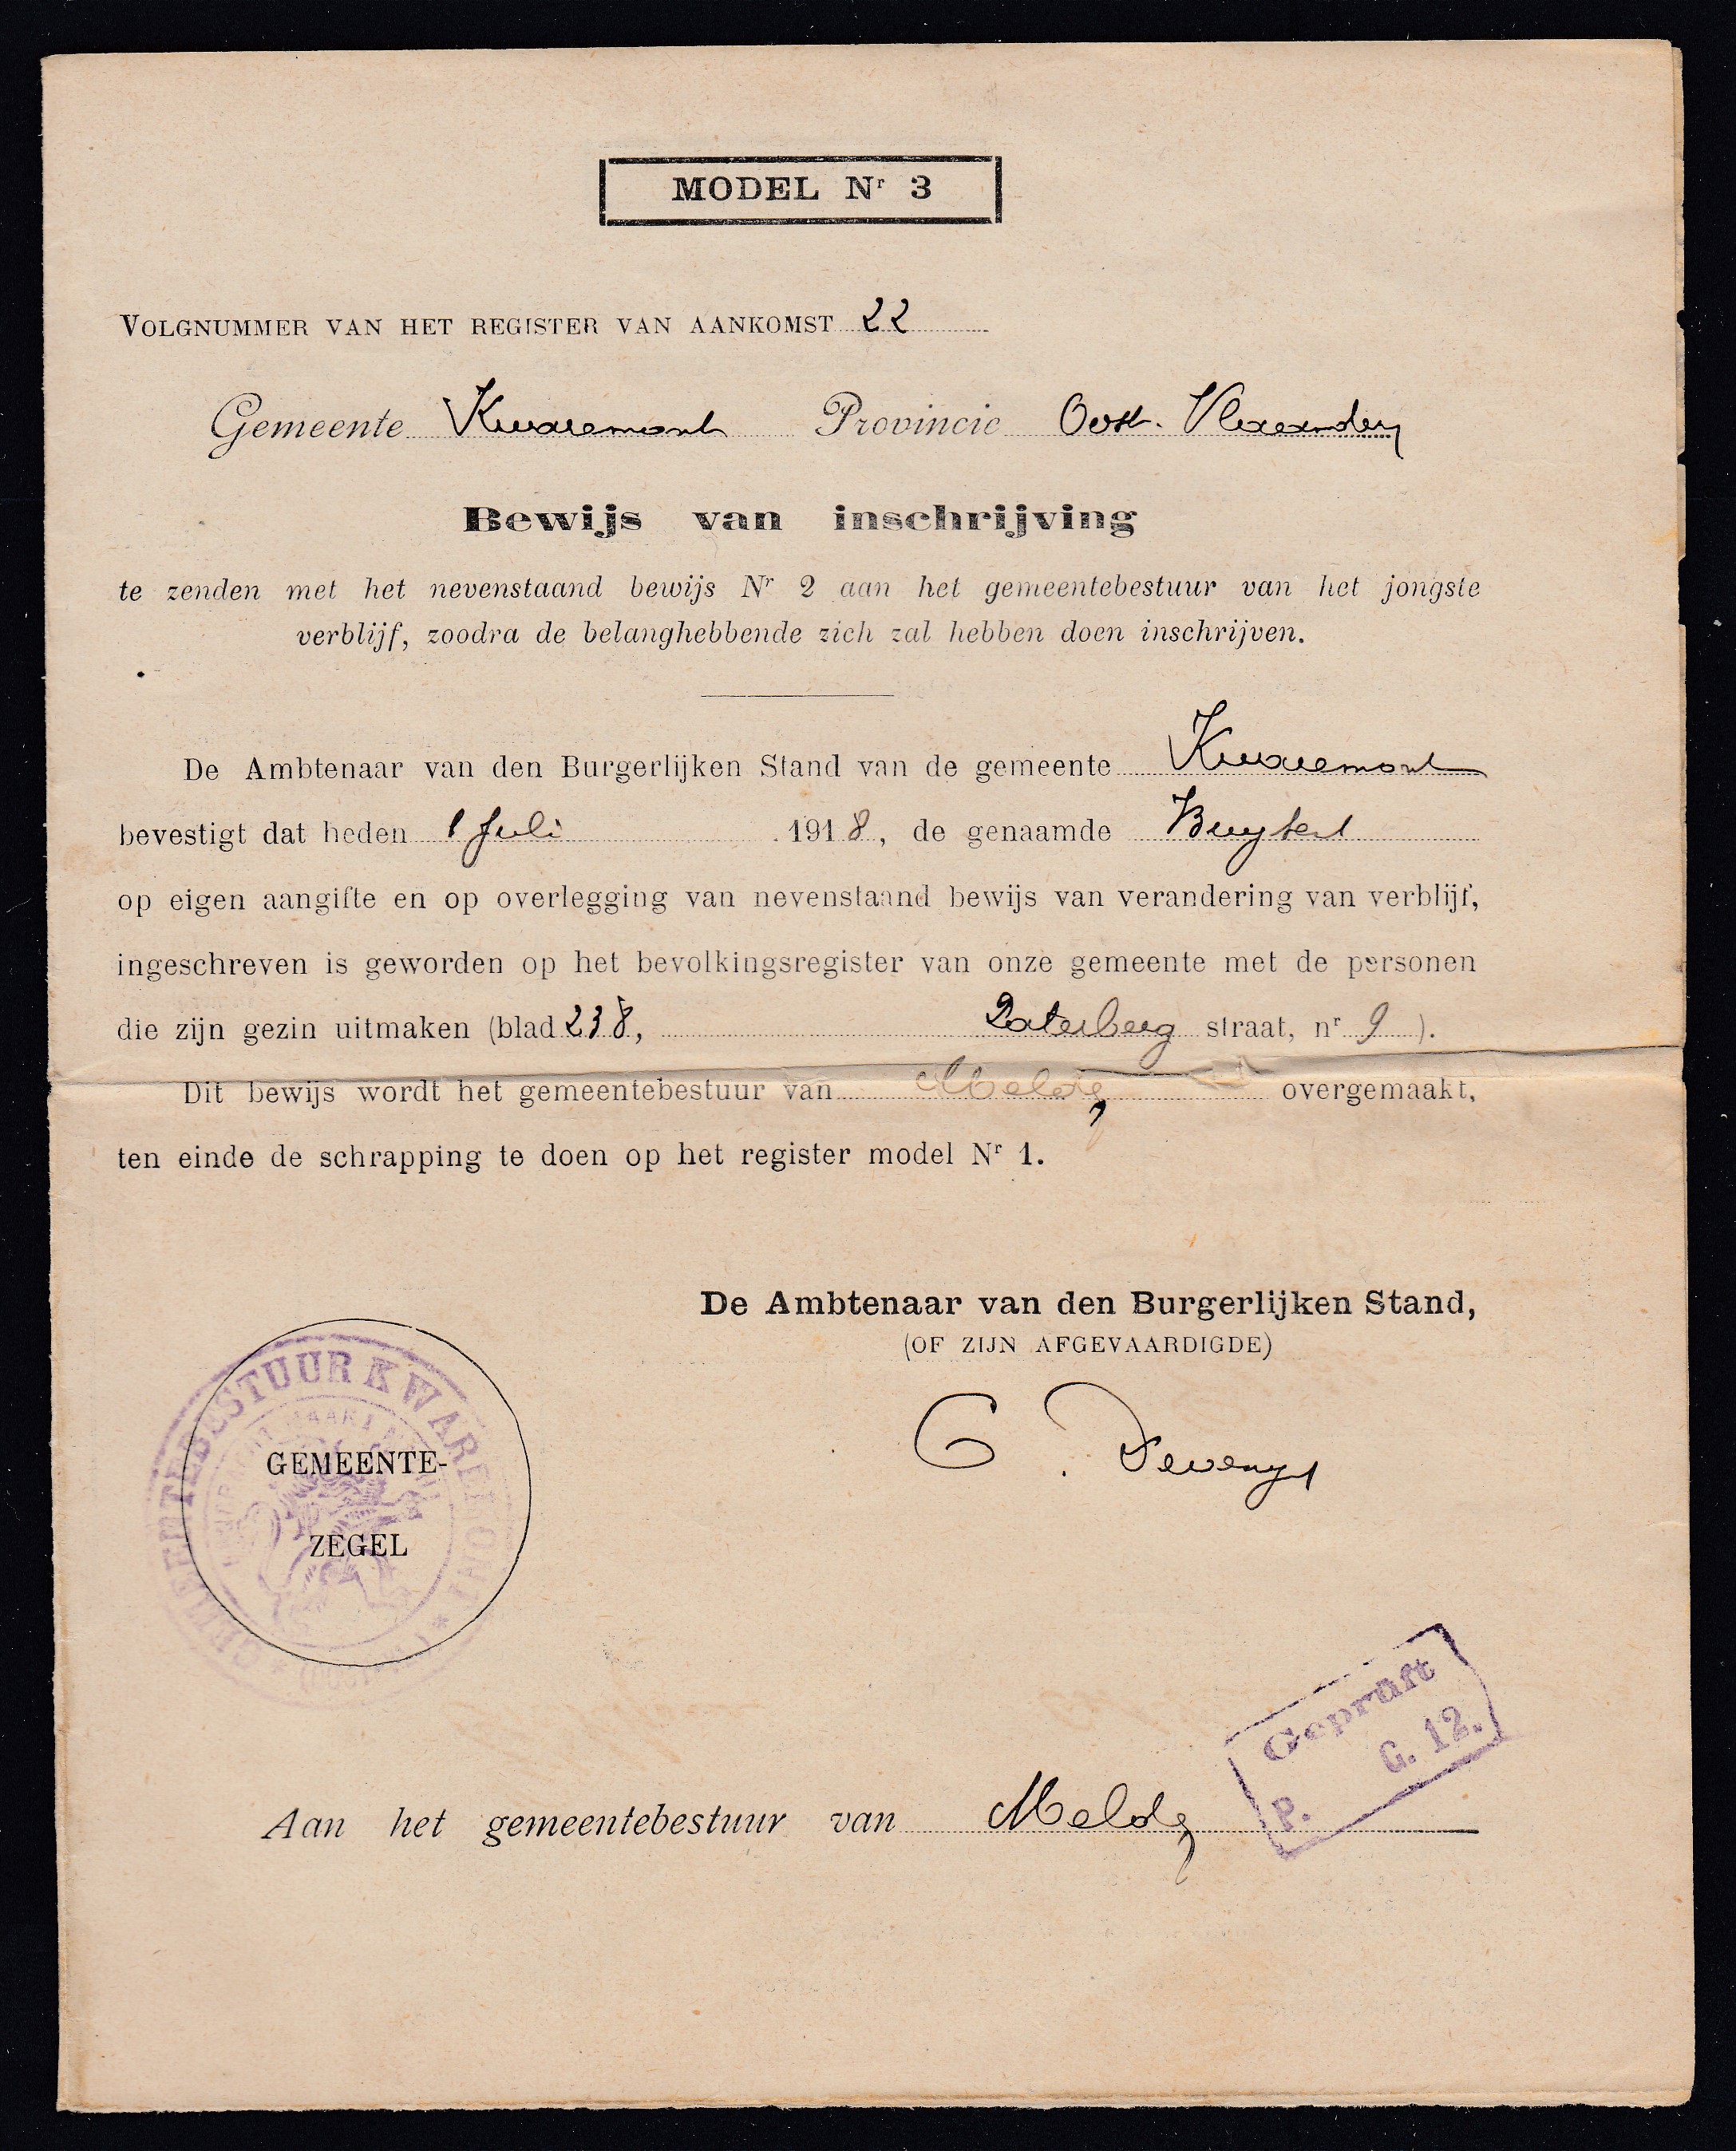 MODEL Nr 3
VOLGNUMMER VAN HET REGISTER VAN AANKOMST 22
Gemeente Kwaremont Provincie Oost-Vlaanderen
Bewijs van inschrijving
te zenden met het nevenstaand bewijs Nr 2 aan het gemeentebestuur van het jongste
verblijf, zoodra de belanghebbende zich zal hebben doen inschrijven.
De Ambtenaar van den Burgerlijken Stand van de gemeente Kwaremont
bevestigt dat heden 1 Juli 1918, de genaamde
op eigen aangifte en op overlegging van nevenstaand bewijs van verandering van verblijf,
ingeschreven is geworden op het bevolkingsregister van onze gemeente met de personen
die zijn gezin uitmaken (blad 238, Paterberg straat, nr 9 ).
Dit bewijs wordt het gemeentebestuur van Melden overgemaakt,
ten einde de schrapping te doen op het register model Nr 1.
De Ambtenaar van den Burgerlijken Stand,
(OF ZIJN AFGEVAARDIGDE)
GEMEENTEBESTUUR KWAREMONT
GEMEENTE-
ZEGEL
Geprüft
P. G. 12.
Aan het gemeentebestuur van Melden